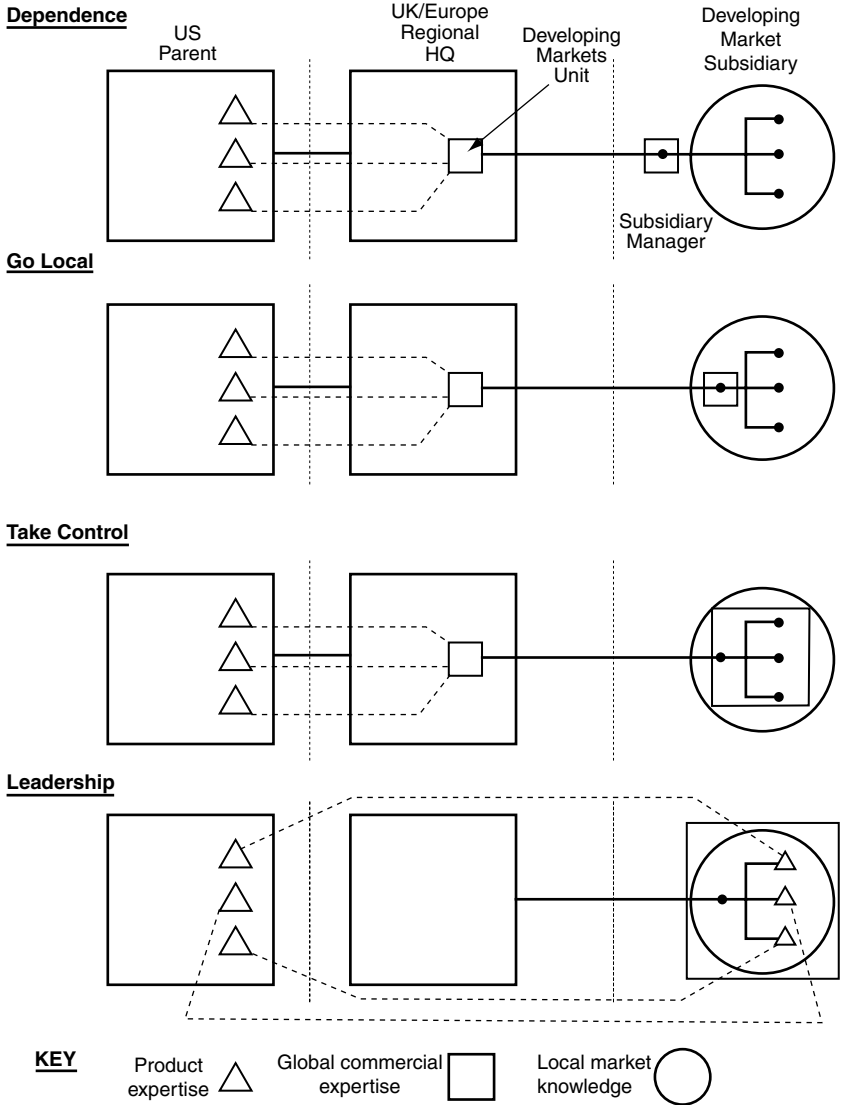 Dependence
US
Parent
UK/Europe
Regional
HQ
Developing
Markets
Unit
Developing
Market
Subsidiary
Subsidiary
Manager
Go Local
Take Control
Leadership
KEY
Product
expertise
Global commercial
expertise
Local market
knowledge